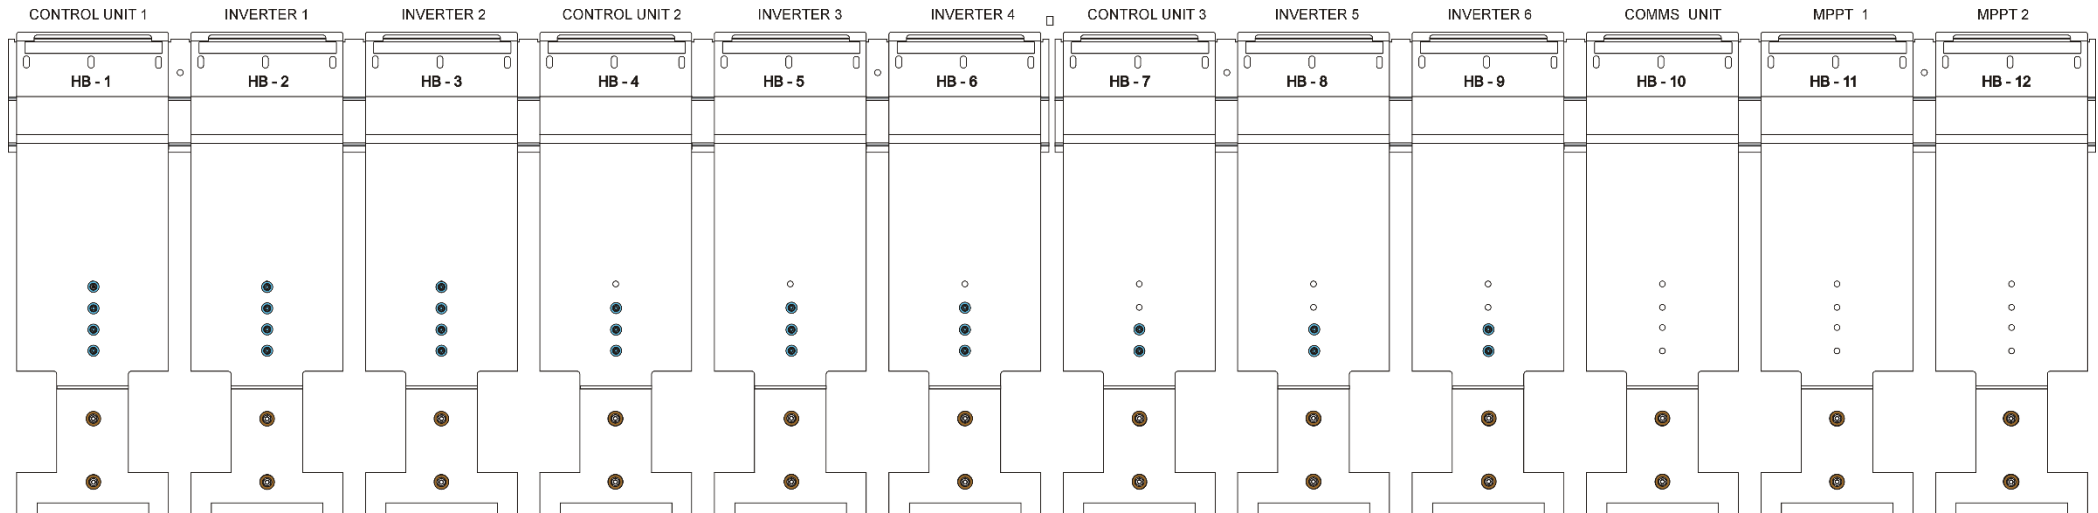 CONTROL UNIT 1 INVERTER 1 INVERTER 2 CONTROL UNIT 2 INVERTER 3 INVERTER 4 CONTROL UNIT 3 INVERTER 5 INVERTER 6 COMMS UNIT MPPT 1 MPPT 2
HB - 1 HB - 2 HB - 3 HB - 4 HB - 5 HB - 6 HB - 7 HB - 8 HB - 9 HB - 10 HB - 11 HB - 12